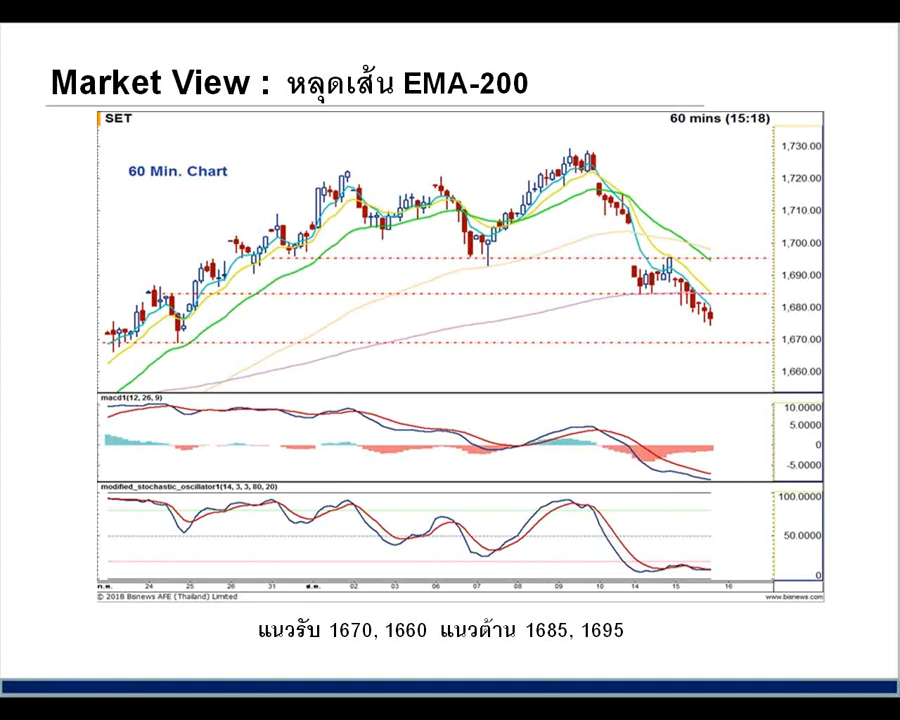 Market View : หลุดเส้น EMA-200
SET 60 mins (15:18)
60 Min. Chart
1,730.00
1,720.00
1,710.00
1,700.00
1,690.00
1,680.00
1,670.00
1,660.00
macd1(12, 26, 9)
10.0000
5.0000
0
-5.0000
modified_stochastic_oscillator1(14, 3, 3, 80, 20)
100.0000
50.0000
0
ก.ค. 24 25 26 31 ส.ค. 02 03 06 07 08 09 10 14 15 16
© 2018 Bisnews AFE (Thailand) Limited www.bisnews.com
แนวรับ 1670, 1660 แนวต้าน 1685, 1695